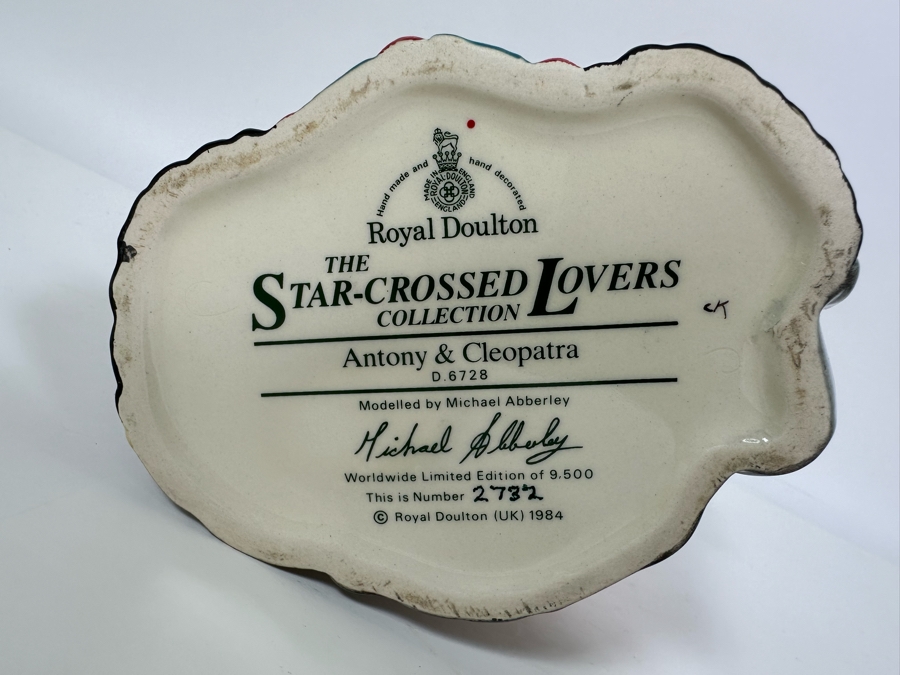 Hand made and hand decorated
MADE IN ENGLAND
ROYAL DOULTON
ENGLAND
Royal Doulton
THE
STAR-CROSSED LOVERS
COLLECTION
Antony & Cleopatra
D.6728
Modelled by Michael Abberley
Michael Abberley
Worldwide Limited Edition of 9,500
This is Number 2732
© Royal Doulton (UK) 1984